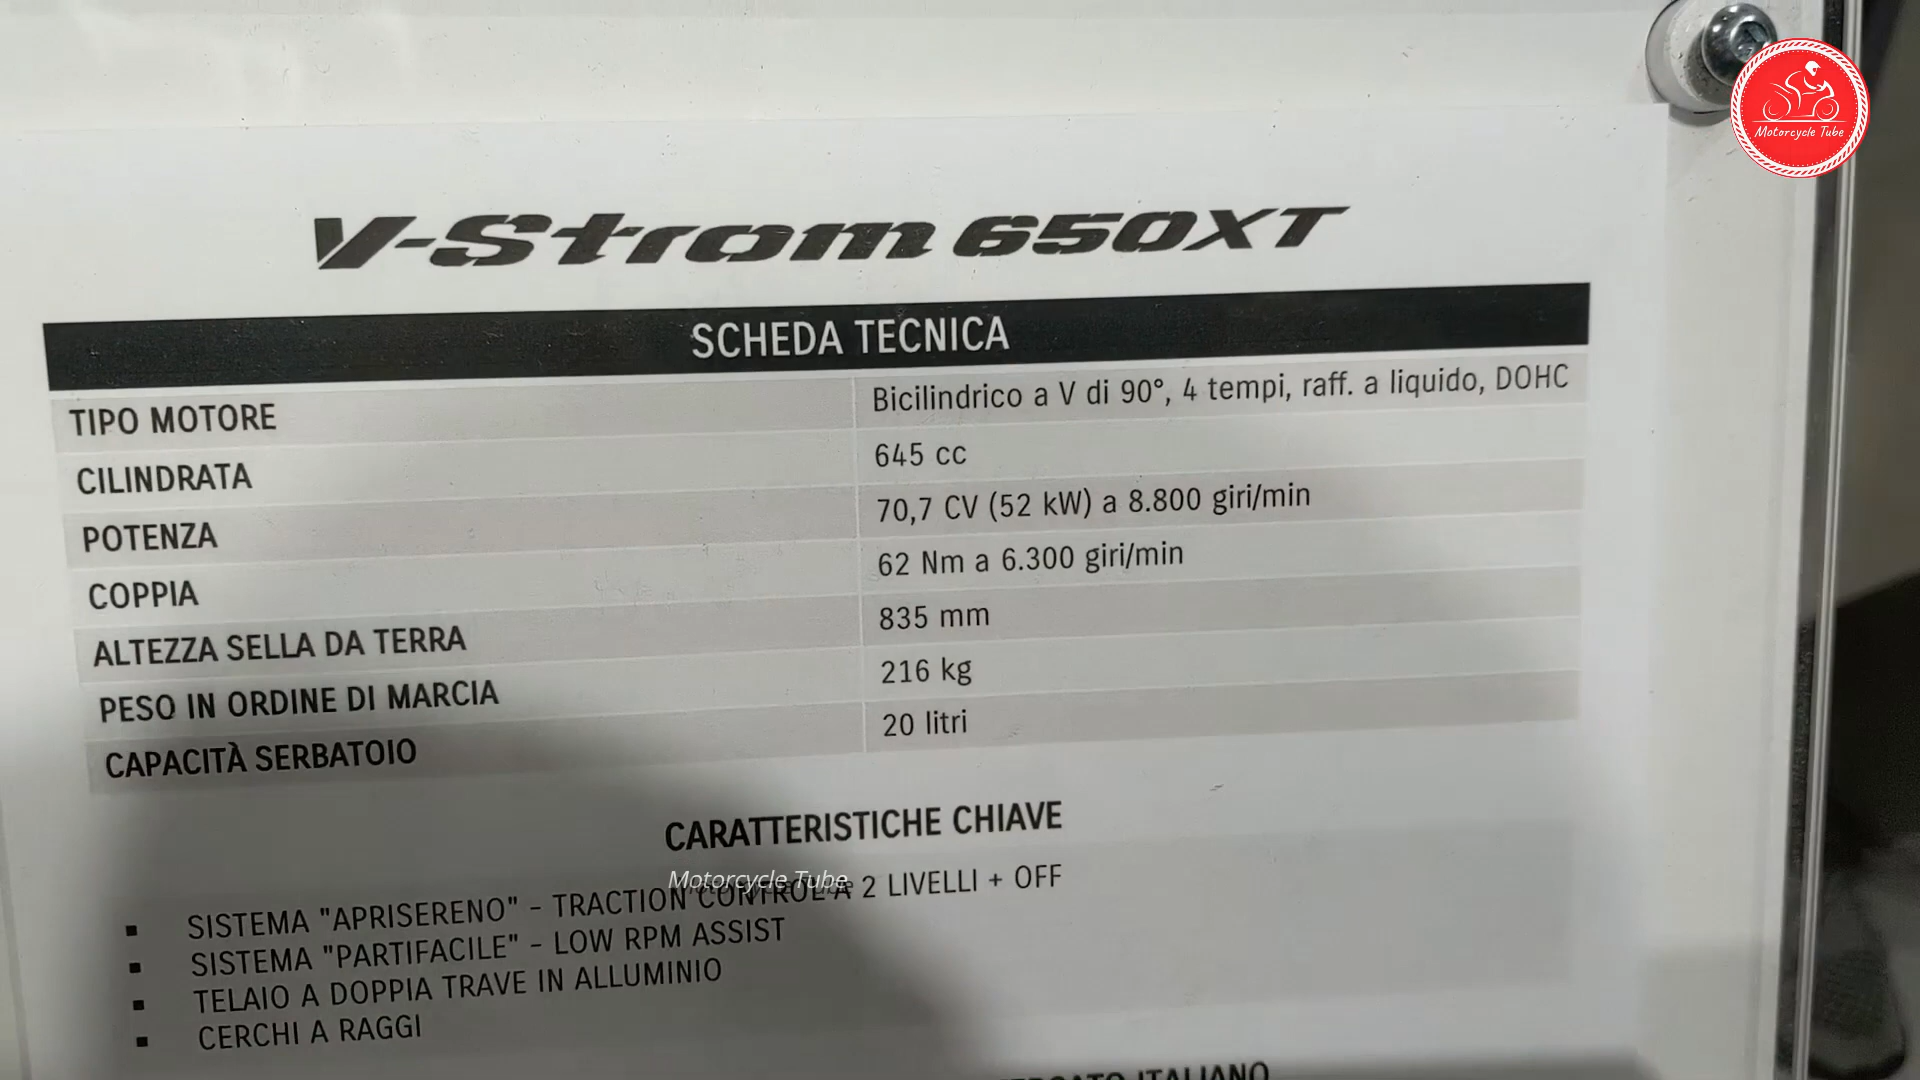 Motorcycle Tube
V-Strom 650XT
SCHEDA TECNICA
TIPO MOTORE Bicilindrico a V di 90°, 4 tempi, raff. a liquido, DOHC
CILINDRATA 645 cc
POTENZA 70,7 CV (52 kW) a 8.800 giri/min
COPPIA 62 Nm a 6.300 giri/min
ALTEZZA SELLA DA TERRA 835 mm
PESO IN ORDINE DI MARCIA 216 kg
CAPACITÀ SERBATOIO 20 litri
CARATTERISTICHE CHIAVE
Motorcycle Tube
▪ SISTEMA "APRISERENO" - TRACTION CONTROL A 2 LIVELLI + OFF
▪ SISTEMA "PARTIFACILE" - LOW RPM ASSIST
▪ TELAIO A DOPPIA TRAVE IN ALLUMINIO
▪ CERCHI A RAGGI
ITALIANO